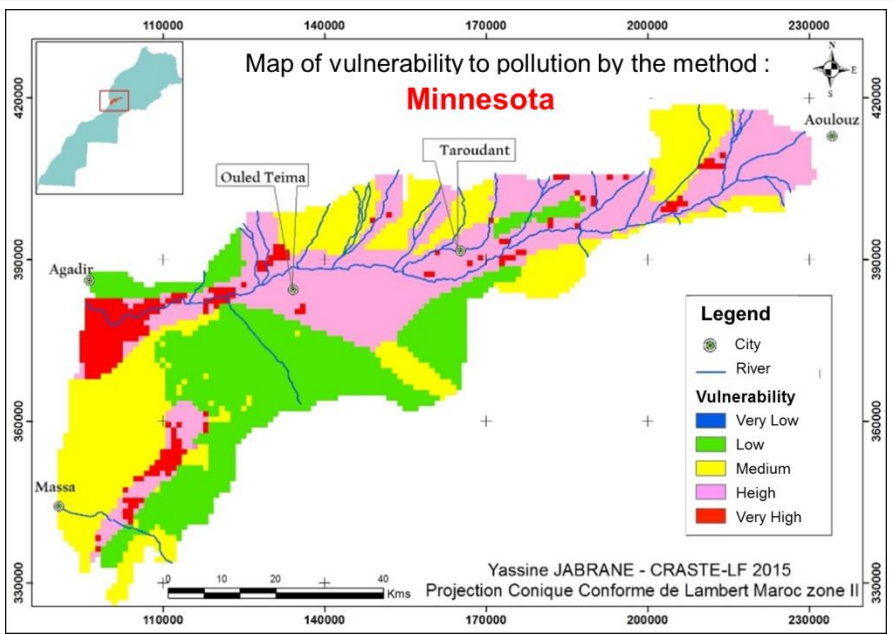 110000 140000 170000 200000 230000
Map of vulnerability to pollution by the method :
Minnesota
N
E
S
420000
420000
Aoulouz
Taroudant
Ouled Teima
390000
390000
Agadir
Legend
City
River
Vulnerability
Very Low
Low
Medium
Heigh
Very High
360000
360000
Massa
Yassine JABRANE - CRASTE-LF 2015
Projection Conique Conforme de Lambert Maroc zone II
0 10 20 40
Kms
330000
330000
110000 140000 170000 200000 230000